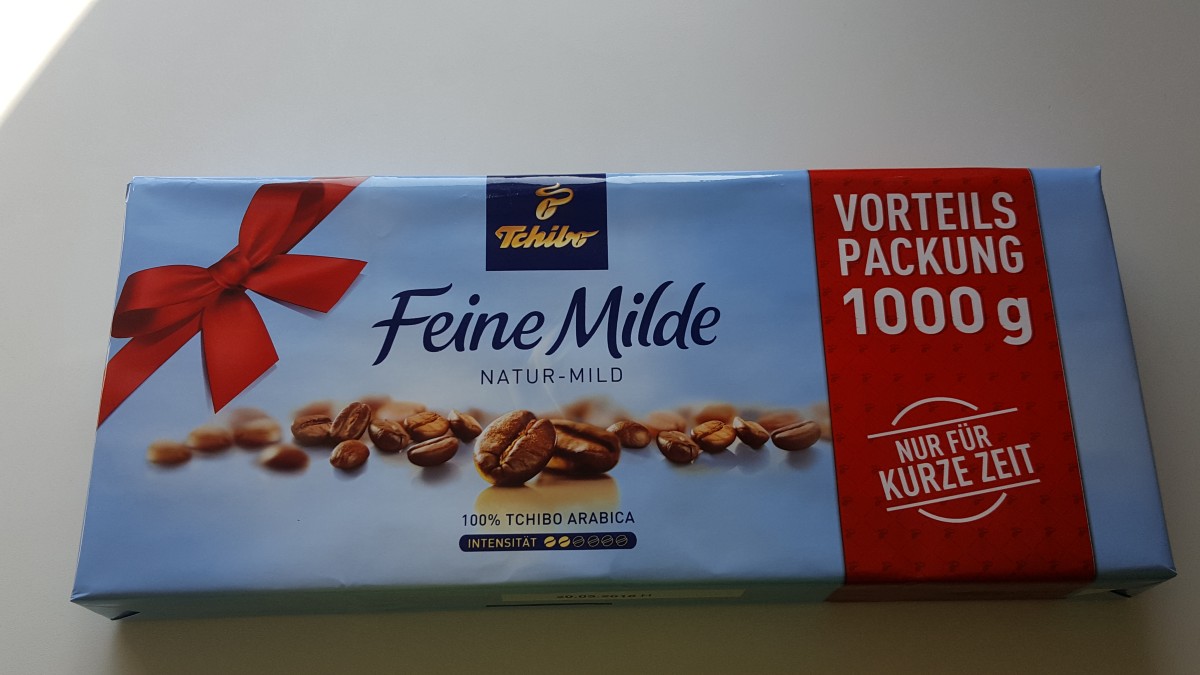 Tchibo
Feine Milde
NATUR-MILD
100% TCHIBO ARABICA
INTENSITÄT
VORTEILS
PACKUNG
1000 g
NUR FÜR
KURZE ZEIT